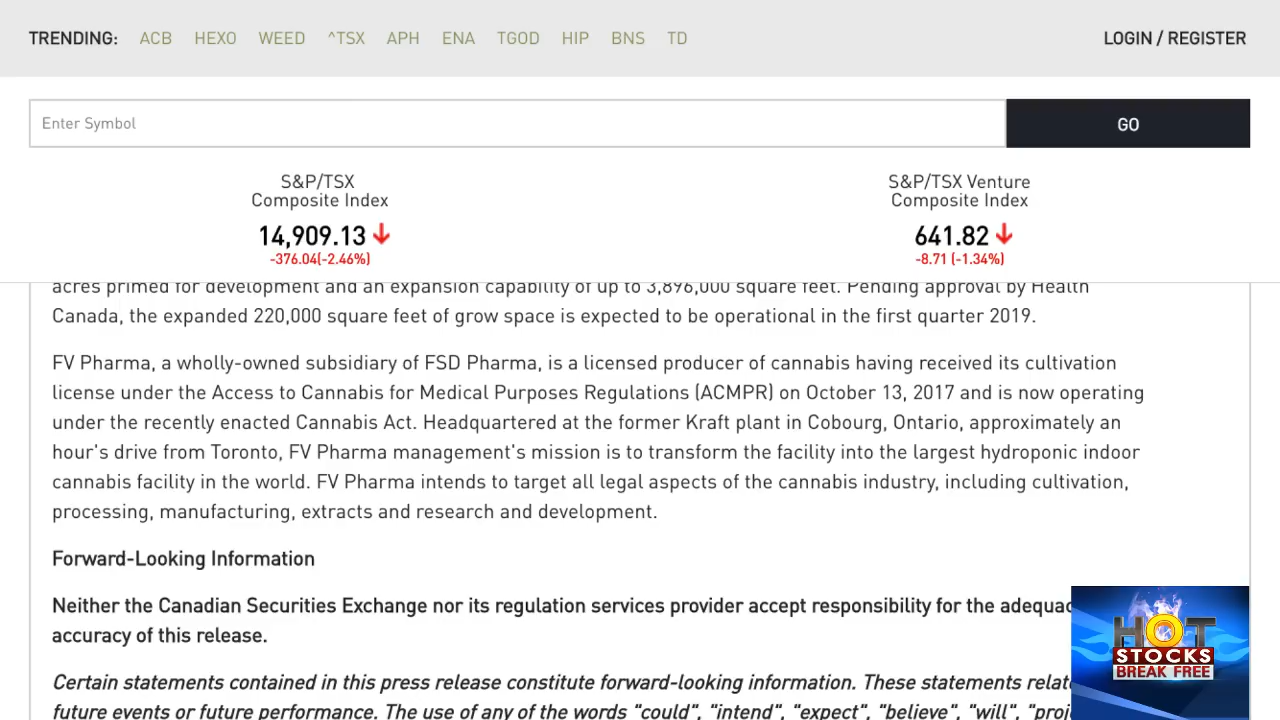 TRENDING: ACB HEXO WEED ^TSX APH ENA TGOD HIP BNS TD LOGIN / REGISTER
Enter Symbol GO
S&P/TSX
Composite Index
14,909.13
-376.04(-2.46%)
S&P/TSX Venture
Composite Index
641.82
-8.71 (-1.34%)
acres primed for development and an expansion capability of up to 3,896,000 square feet. Pending approval by Health
Canada, the expanded 220,000 square feet of grow space is expected to be operational in the first quarter 2019.
FV Pharma, a wholly-owned subsidiary of FSD Pharma, is a licensed producer of cannabis having received its cultivation
license under the Access to Cannabis for Medical Purposes Regulations (ACMPR) on October 13, 2017 and is now operating
under the recently enacted Cannabis Act. Headquartered at the former Kraft plant in Cobourg, Ontario, approximately an
hour's drive from Toronto, FV Pharma management's mission is to transform the facility into the largest hydroponic indoor
cannabis facility in the world. FV Pharma intends to target all legal aspects of the cannabis industry, including cultivation,
processing, manufacturing, extracts and research and development.
Forward-Looking Information
Neither the Canadian Securities Exchange nor its regulation services provider accept responsibility for the
accuracy of this release.
Certain statements contained in this press release constitute forward-looking information. These statements
future events or future performance. The use of any of the words "could", "intend", "expect", "believe", "will",
HOT
STOCKS
BREAK FREE